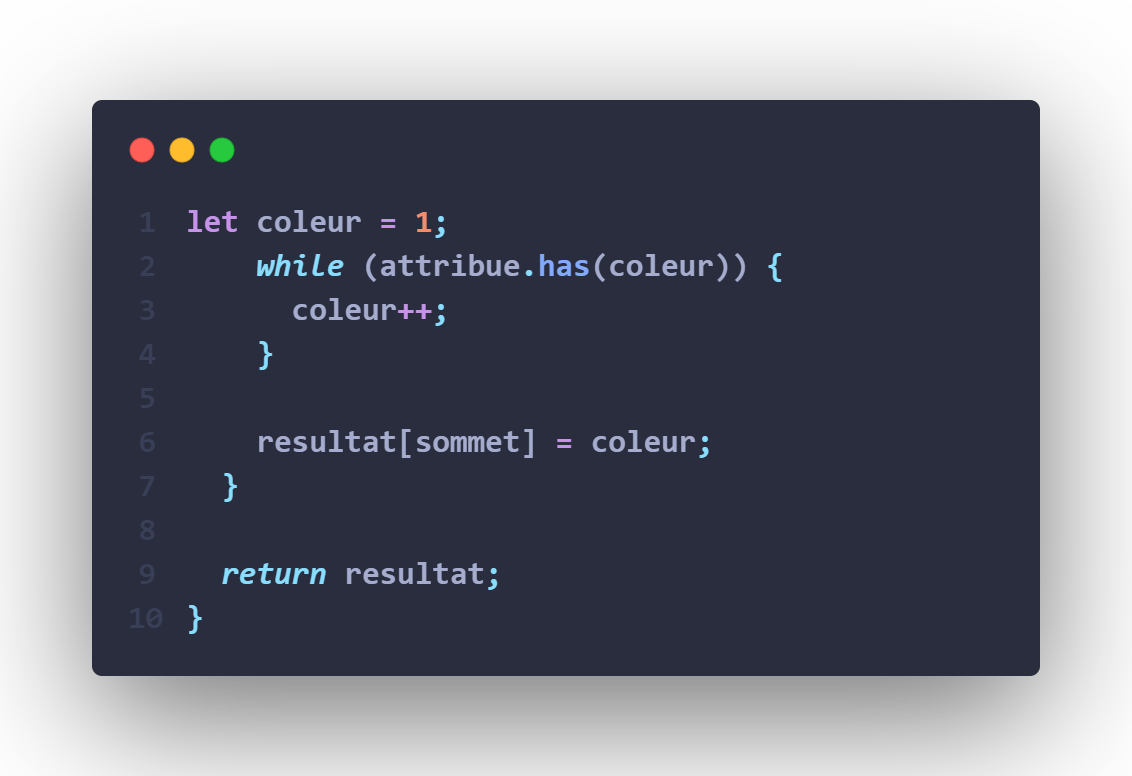 1 let coleur = 1;
2     while (attribue.has(coleur)) {
3       coleur++;
4     }
5
6     resultat[sommet] = coleur;
7   }
8
9   return resultat;
10 }